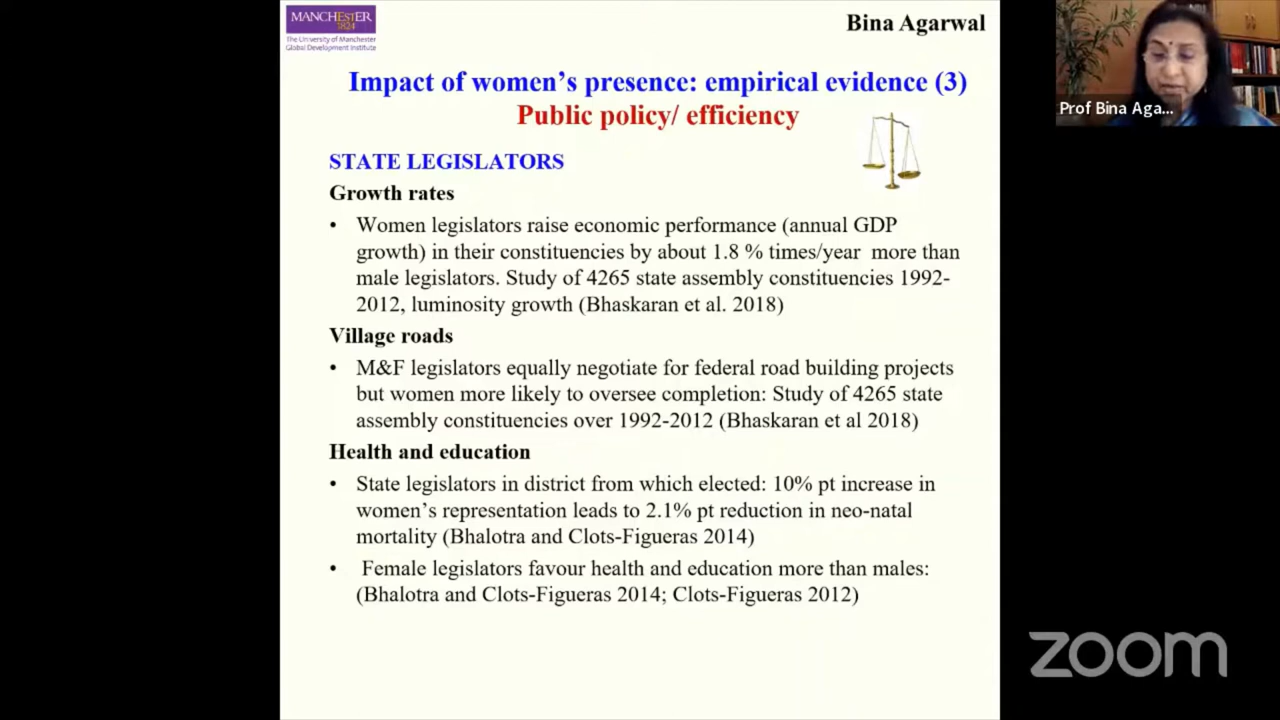 MANCHESTER
1824
The University of Manchester
Global Development Institute
Bina Agarwal
Prof Bina Aga...
Impact of women’s presence: empirical evidence (3)
Public policy/ efficiency
STATE LEGISLATORS
Growth rates
• Women legislators raise economic performance (annual GDP
growth) in their constituencies by about 1.8 % times/year more than
male legislators. Study of 4265 state assembly constituencies 1992-
2012, luminosity growth (Bhaskaran et al. 2018)
Village roads
• M&F legislators equally negotiate for federal road building projects
but women more likely to oversee completion: Study of 4265 state
assembly constituencies over 1992-2012 (Bhaskaran et al 2018)
Health and education
• State legislators in district from which elected: 10% pt increase in
women’s representation leads to 2.1% pt reduction in neo-natal
mortality (Bhalotra and Clots-Figueras 2014)
• Female legislators favour health and education more than males:
(Bhalotra and Clots-Figueras 2014; Clots-Figueras 2012)
zoom